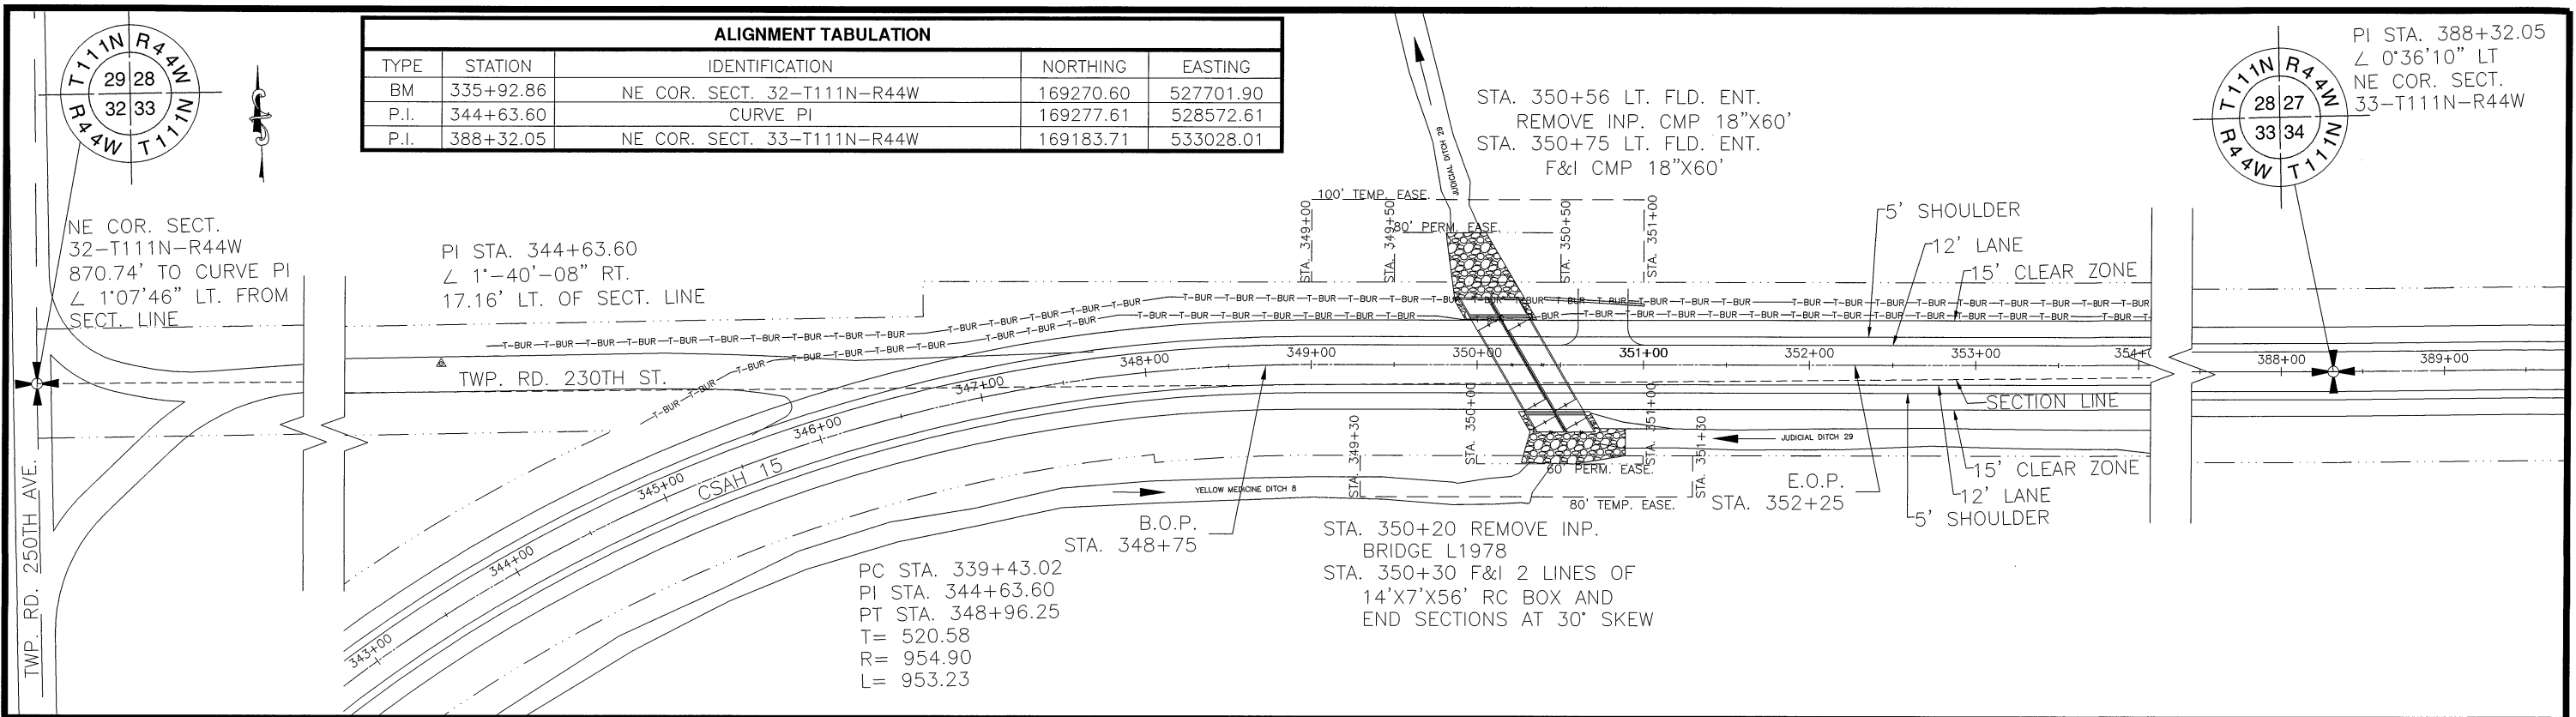 ALIGNMENT TABULATION
TYPE STATION IDENTIFICATION NORTHING EASTING
BM 335+92.86 NE COR. SECT. 32-T111N-R44W 169270.60 527701.90
P.I. 344+63.60 CURVE PI 169277.61 528572.61
P.I. 388+32.05 NE COR. SECT. 33-T111N-R44W 169183.71 533028.01
T111N R44W
29 28
32 33
R44W T111N
NE COR. SECT.
32-T111N-R44W
870.74' TO CURVE PI
∠ 1°07'46" LT. FROM
SECT. LINE
PI STA. 344+63.60
∠ 1°-40'-08" RT.
17.16' LT. OF SECT. LINE
JUDICIAL DITCH 29
STA. 350+56 LT. FLD. ENT.
REMOVE INP. CMP 18"X60'
STA. 350+75 LT. FLD. ENT.
F&I CMP 18"X60'
100' TEMP. EASE.
80' PERM. EASE.
STA. 349+00
STA. 349+50
STA. 350+50
STA. 351+00
5' SHOULDER
12' LANE
15' CLEAR ZONE
T111N R44W
28 27
33 34
R44W T111N
PI STA. 388+32.05
∠ 0°36'10" LT
NE COR. SECT.
33-T111N-R44W
T-BUR T-BUR T-BUR T-BUR T-BUR T-BUR T-BUR T-BUR
TWP. RD. 230TH ST.
TWP. RD. 250TH AVE.
CSAH 15
343+00
344+00
345+00
346+00
347+00
348+00
349+00
350+00
351+00
352+00
353+00
388+00
389+00
STA. 349+30
STA. 350+00
STA. 351+00
STA. 351+30
60' PERM. EASE.
80' TEMP. EASE.
JUDICIAL DITCH 29
YELLOW MEDICINE DITCH 8
SECTION LINE
15' CLEAR ZONE
12' LANE
5' SHOULDER
E.O.P.
STA. 352+25
B.O.P.
STA. 348+75
STA. 350+20 REMOVE INP.
BRIDGE L1978
STA. 350+30 F&I 2 LINES OF
14'X7'X56' RC BOX AND
END SECTIONS AT 30° SKEW
PC STA. 339+43.02
PI STA. 344+63.60
PT STA. 348+96.25
T= 520.58
R= 954.90
L= 953.23